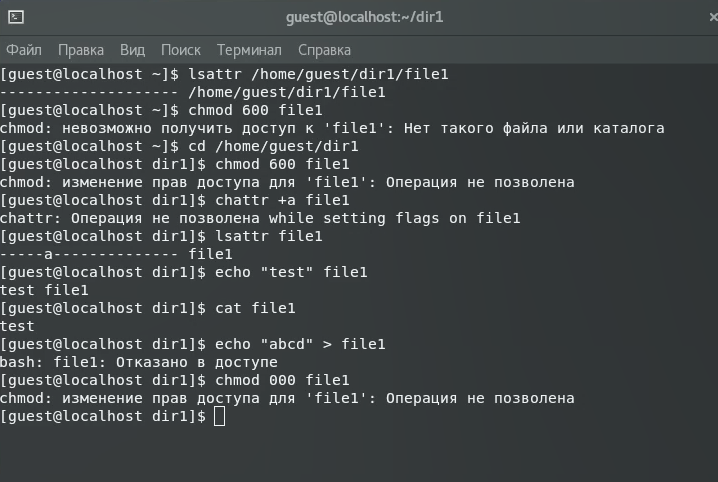 guest@localhost:~/dir1
Файл Правка Вид Поиск Терминал Справка
[guest@localhost ~]$ lsattr /home/guest/dir1/file1
-------------------- /home/guest/dir1/file1
[guest@localhost ~]$ chmod 600 file1
chmod: невозможно получить доступ к 'file1': Нет такого файла или каталога
[guest@localhost ~]$ cd /home/guest/dir1
[guest@localhost dir1]$ chmod 600 file1
chmod: изменение прав доступа для 'file1': Операция не позволена
[guest@localhost dir1]$ chattr +a file1
chattr: Операция не позволена while setting flags on file1
[guest@localhost dir1]$ lsattr file1
-----a-------------- file1
[guest@localhost dir1]$ echo "test" file1
test file1
[guest@localhost dir1]$ cat file1
test
[guest@localhost dir1]$ echo "abcd" > file1
bash: file1: Отказано в доступе
[guest@localhost dir1]$ chmod 000 file1
chmod: изменение прав доступа для 'file1': Операция не позволена
[guest@localhost dir1]$